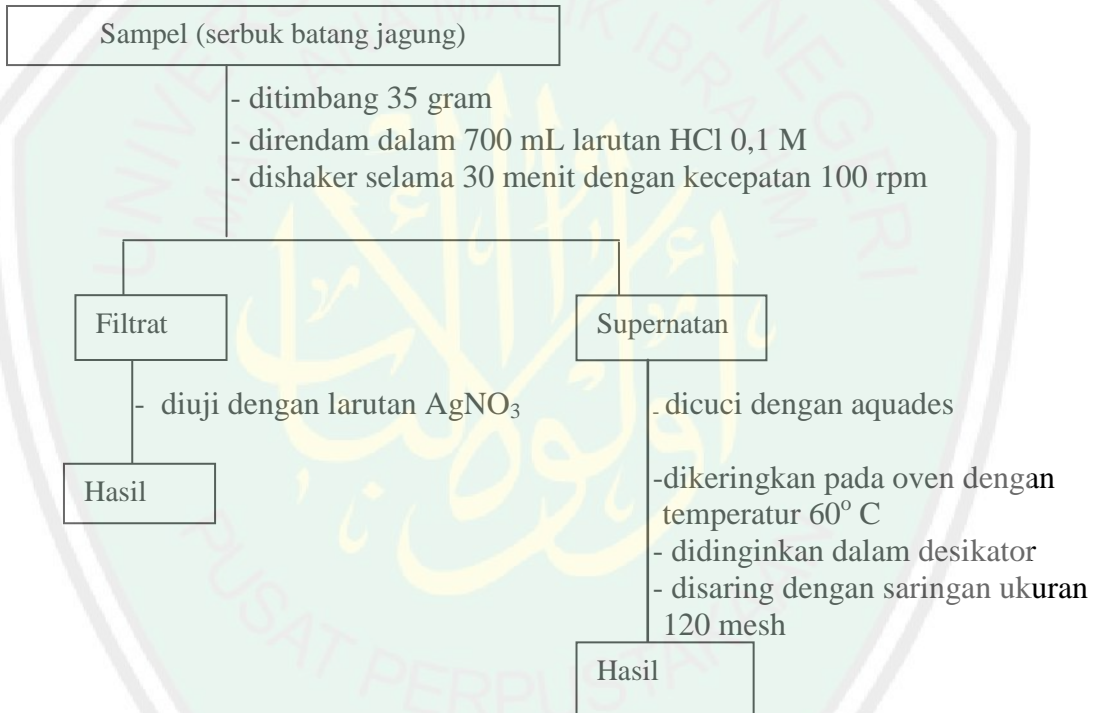 Sampel (serbuk batang jagung)
- ditimbang 35 gram
- direndam dalam 700 mL larutan HCl 0,1 M
- dishaker selama 30 menit dengan kecepatan 100 rpm
Filtrat
Supernatan
- diuji dengan larutan AgNO₃
- dicuci dengan aquades
-dikeringkan pada oven dengan
temperatur 60° C
- didinginkan dalam desikator
- disaring dengan saringan ukuran
120 mesh
Hasil
Hasil